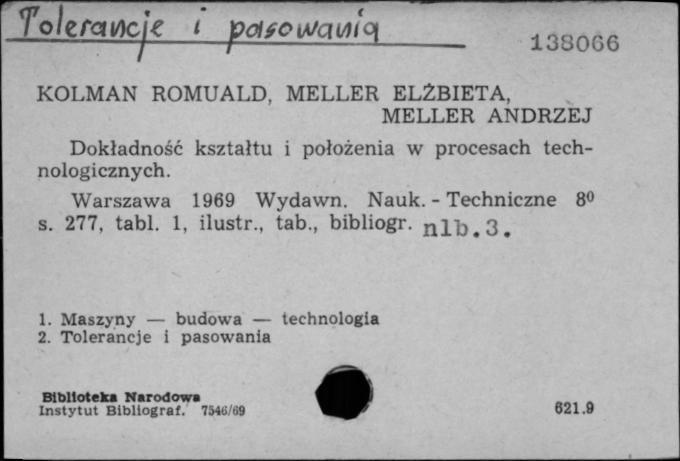 Tolerancje i pasowania
138066
KOLMAN ROMUALD, MELLER ELŻBIETA,
MELLER ANDRZEJ
Dokładność kształtu i położenia w procesach tech-
nologicznych.
Warszawa 1969 Wydawn. Nauk. - Techniczne 8⁰
s. 277, tabl. 1, ilustr., tab., bibliogr. nlb.3.
1. Maszyny — budowa — technologia
2. Tolerancje i pasowania
Biblioteka Narodowa
Instytut Bibliograf. 7546/69
621.9